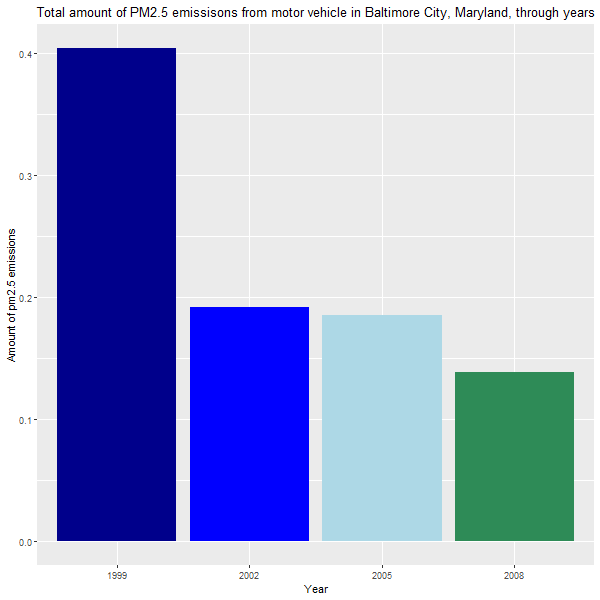 Total amount of PM2.5 emissisons from motor vehicle in Baltimore City, Maryland, through years
0.4
0.3
0.2
0.1
0.0
Amount of pm2.5 emissions
1999 2002 2005 2008
Year